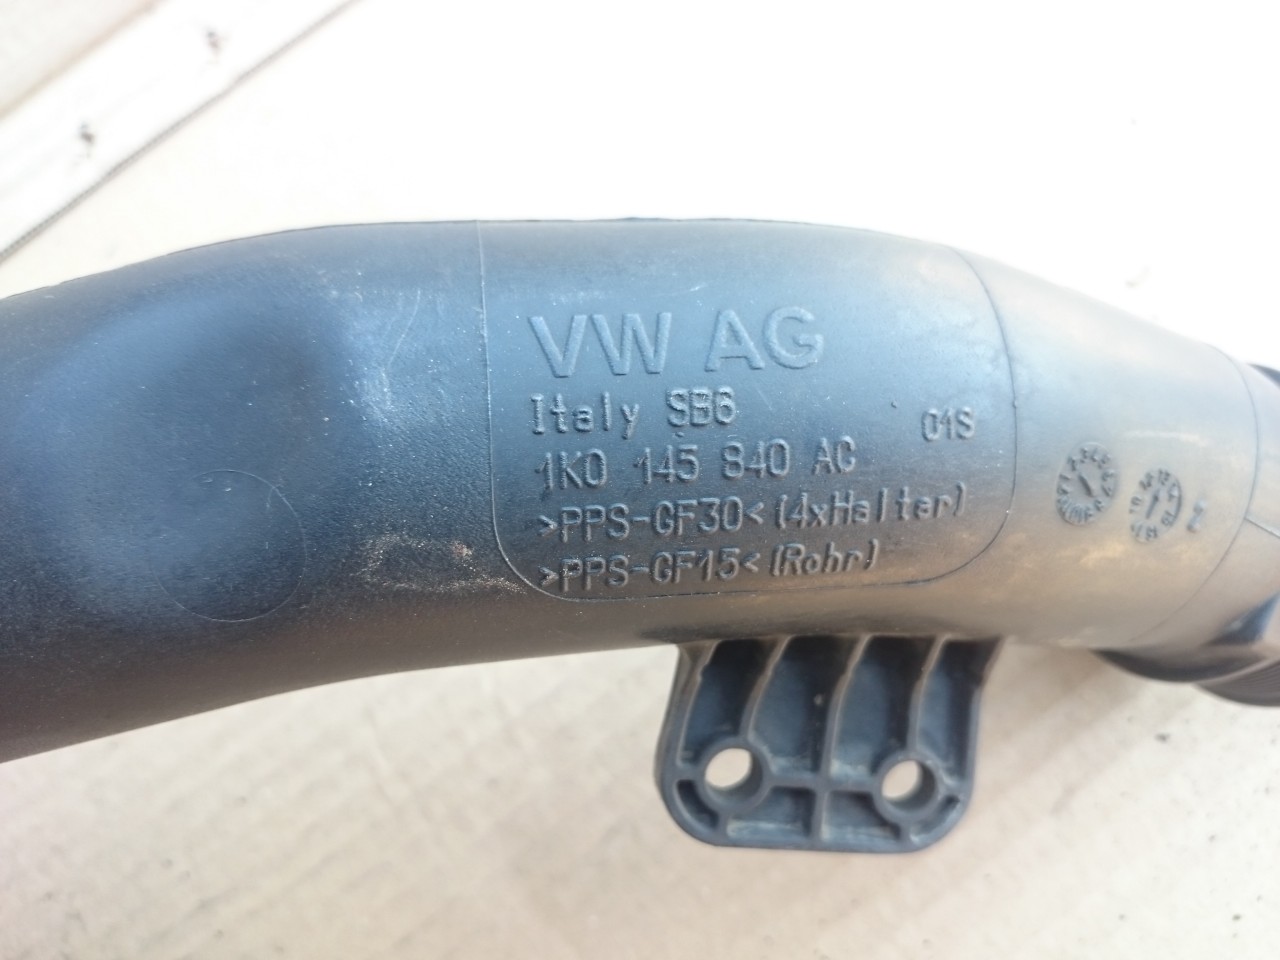 VW AG
Italy SB6
01S
1K0 145 840 AC
>PPS-GF30<(4xHalter)
>PPS-GF15<(Rohr)